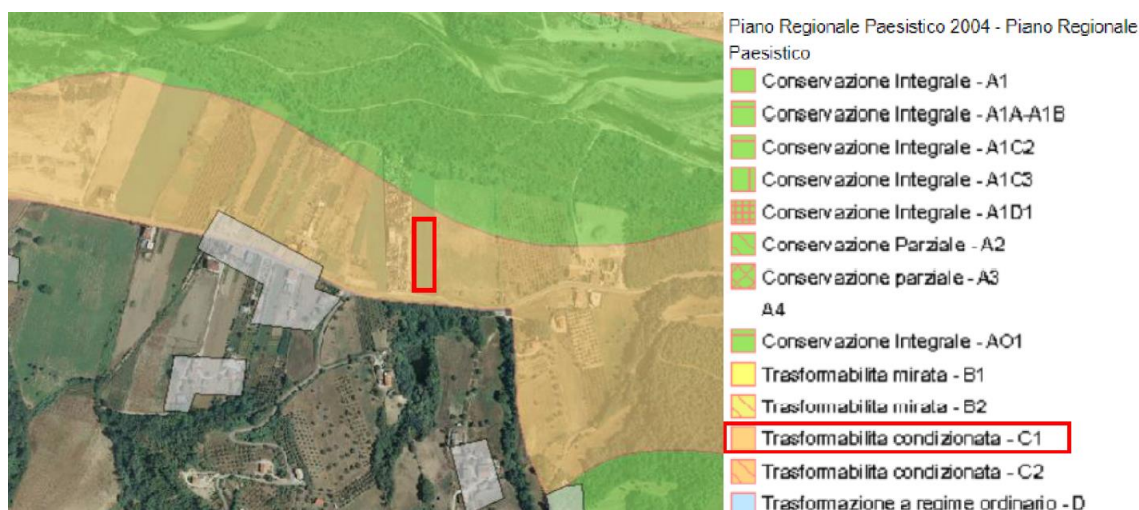 Piano Regionale Paesistico 2004 - Piano Regionale
Paesistico
Conservazione Integrale - A1
Conservazione Integrale - A1A-A1B
Conservazione Integrale - A1C2
Conservazione Integrale - A1C3
Conservazione Integrale - A1D1
Conservazione Parziale - A2
Conservazione parziale - A3
A4
Conservazione Integrale - AO1
Trasformabilita mirata - B1
Trasformabilita mirata - B2
Trasformabilita condizionata - C1
Trasformabilita condizionata - C2
Trasformazione a regime ordinario - D